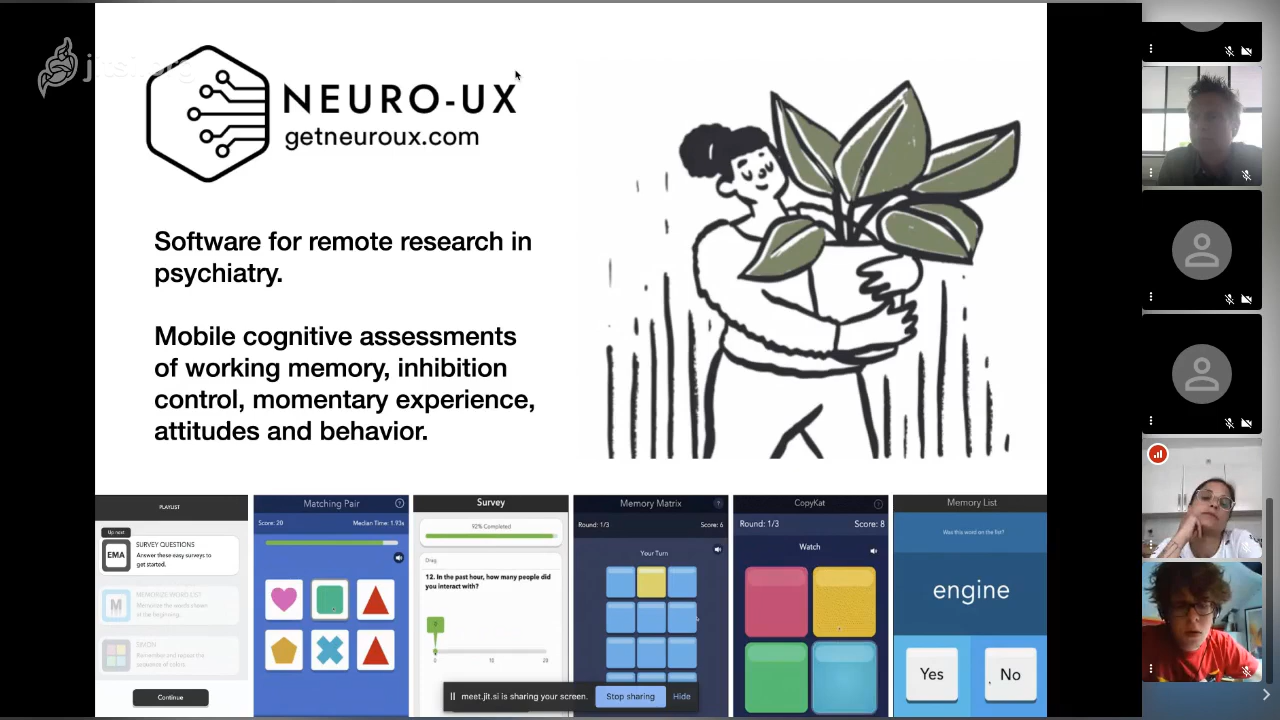 jitsi.org
NEURO-UX
getneuroux.com
Software for remote research in
psychiatry.
Mobile cognitive assessments
of working memory, inhibition
control, momentary experience,
attitudes and behavior.
PLAYLIST
Up next
EMA
SURVEY QUESTIONS
Answer these easy surveys to
get started.
M
MEMORIZE WORD LIST
Memorize the words shown
at the beginning.
SIMON
Remember and repeat the
sequence of colors.
Continue
Matching Pair
?
Score: 20
Median Time: 1.93s
Survey
92% Completed
Drag
12. In the past hour, how many people did
you interact with?
0
10
20
Memory Matrix
?
Round: 1/3
Score: 6
Your Turn
CopyKat
Round: 1/3
Score: 8
Watch
Memory List
Was this word on the list?
engine
Yes
No
meet.jit.si is sharing your screen.
Stop sharing
Hide